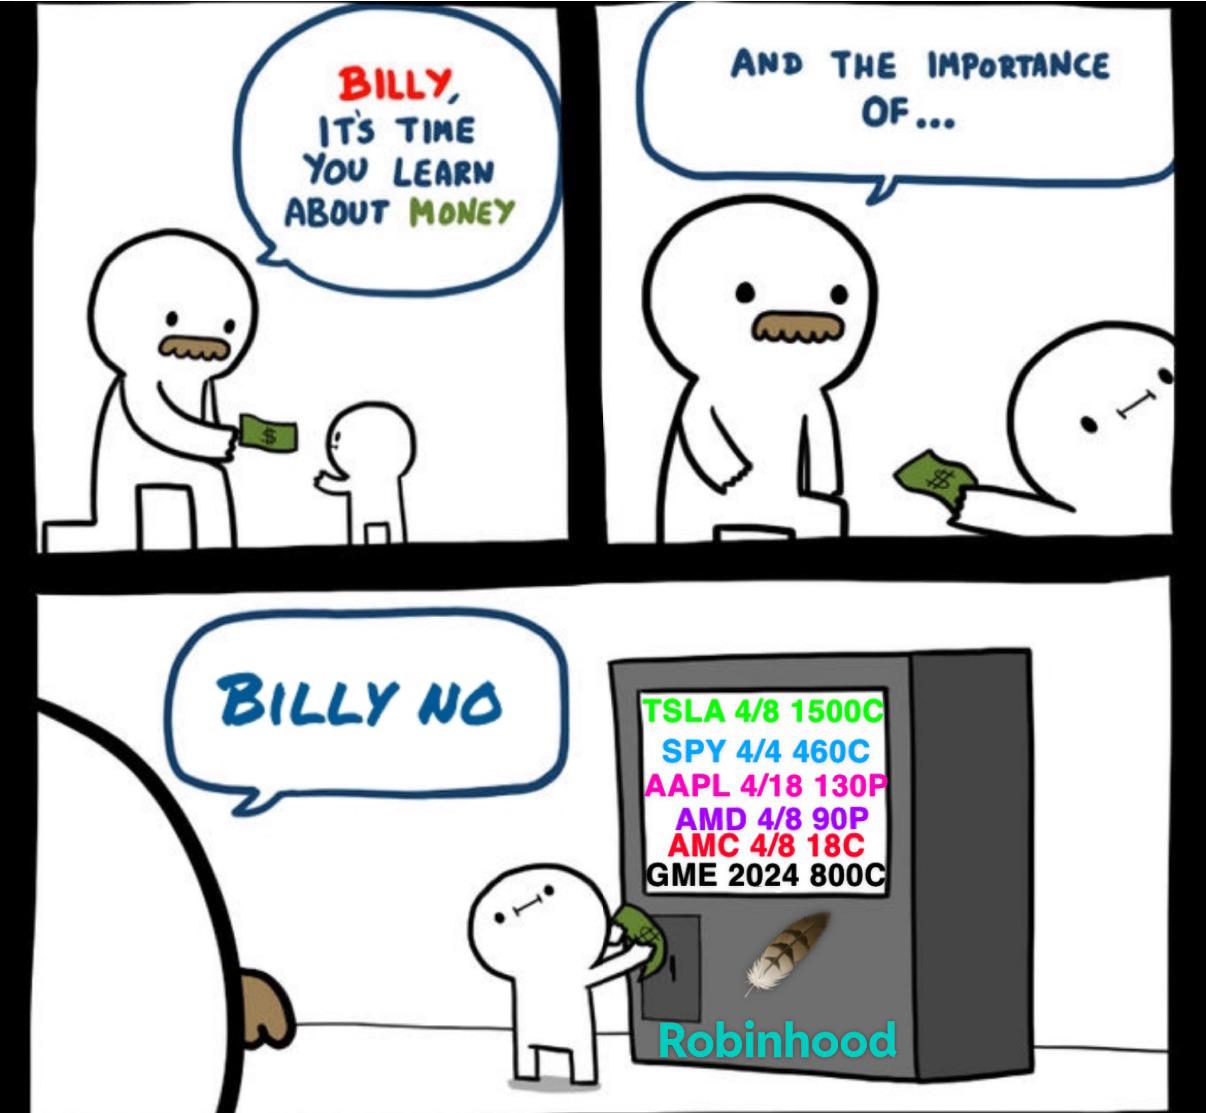 BILLY,
IT'S TIME
YOU LEARN
ABOUT MONEY
AND THE IMPORTANCE
OF...
BILLY NO
TSLA 4/8 1500C
SPY 4/4 460C
AAPL 4/18 130P
AMD 4/8 90P
AMC 4/8 18C
GME 2024 800C
$
$
$
Robinhood